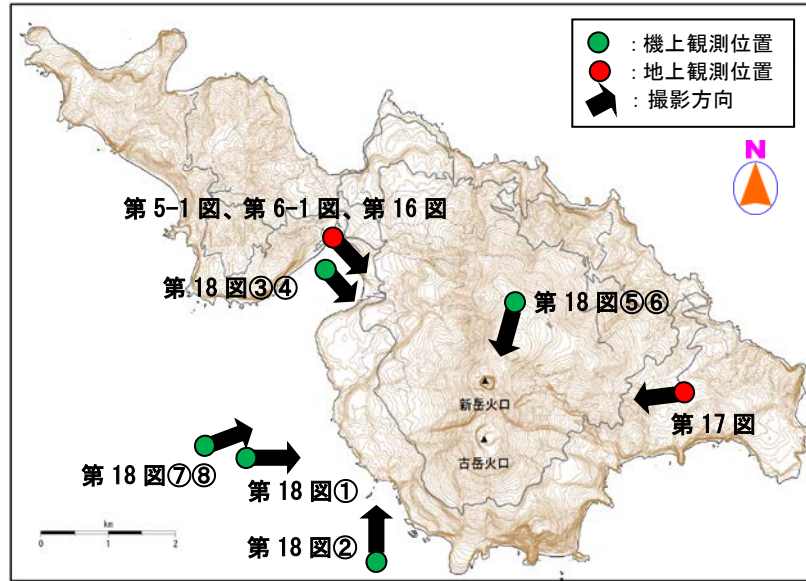 ：機上観測位置
：地上観測位置
：撮影方向
N
第 5-1 図、第 6-1 図、第 16 図
第 18 図③④
第 18 図⑤⑥
新岳火口
第 17 図
古岳火口
第 18 図⑦⑧
第 18 図①
第 18 図②
km
0 1 2